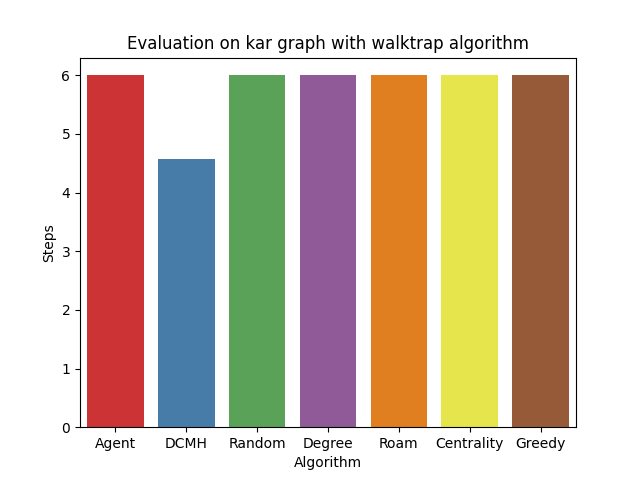 Evaluation on kar graph with walktrap algorithm
6
5
4
3
2
1
0
Steps
Agent DCMH Random Degree Roam Centrality Greedy
Algorithm